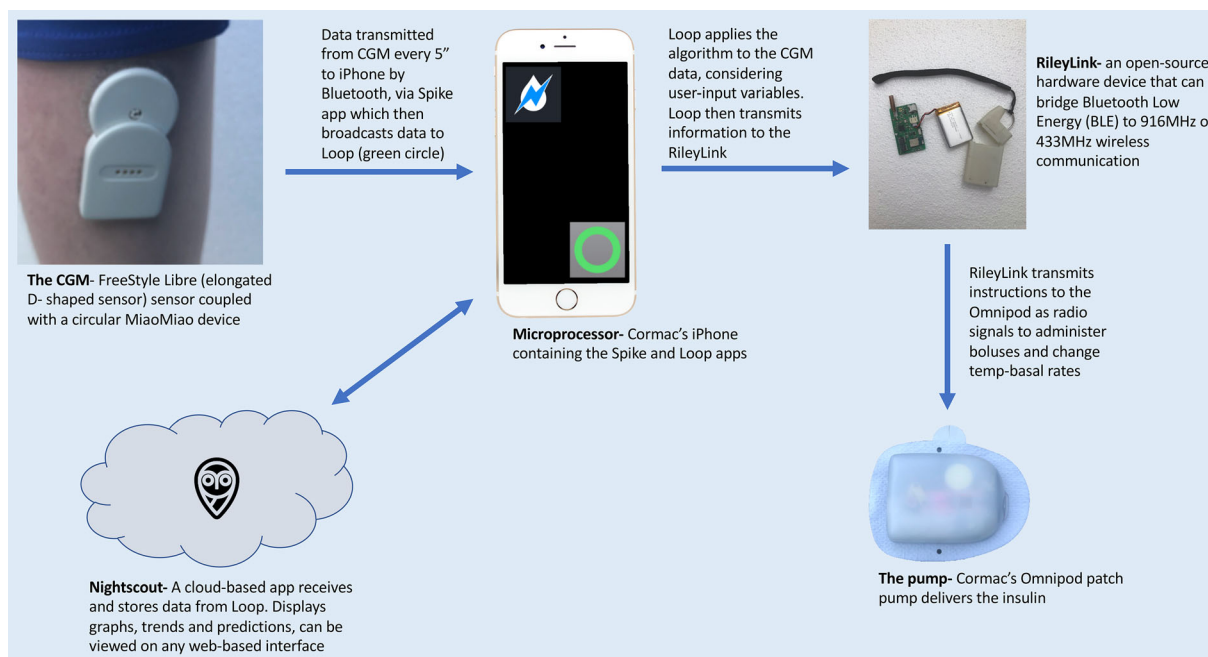 Data transmitted
from CGM every 5”
to iPhone by
Bluetooth, via Spike
app which then
broadcasts data to
Loop (green circle)
Loop applies the
algorithm to the CGM
data, considering
user-input variables.
Loop then transmits
information to the
RileyLink
RileyLink- an open-source
hardware device that can
bridge Bluetooth Low
Energy (BLE) to 916MHz o
433MHz wireless
communication
The CGM- FreeStyle Libre (elongated
D- shaped sensor) sensor coupled
with a circular MiaoMiao device
Microprocessor- Cormac’s iPhone
containing the Spike and Loop apps
RileyLink transmits
instructions to the
Omnipod as radio
signals to administer
boluses and change
temp-basal rates
Nightscout- A cloud-based app receives
and stores data from Loop. Displays
graphs, trends and predictions, can be
viewed on any web-based interface
The pump- Cormac’s Omnipod patch
pump delivers the insulin